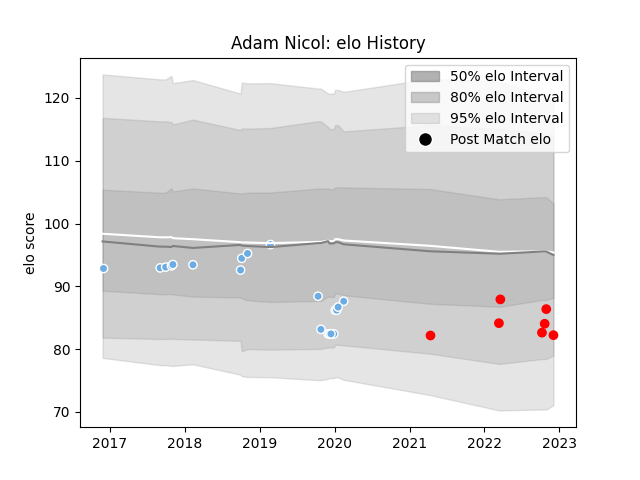 Adam Nicol: elo History
50% elo Interval
80% elo Interval
95% elo Interval
Post Match elo
elo score
120
110
100
90
80
70
2017
2018
2019
2020
2021
2022
2023